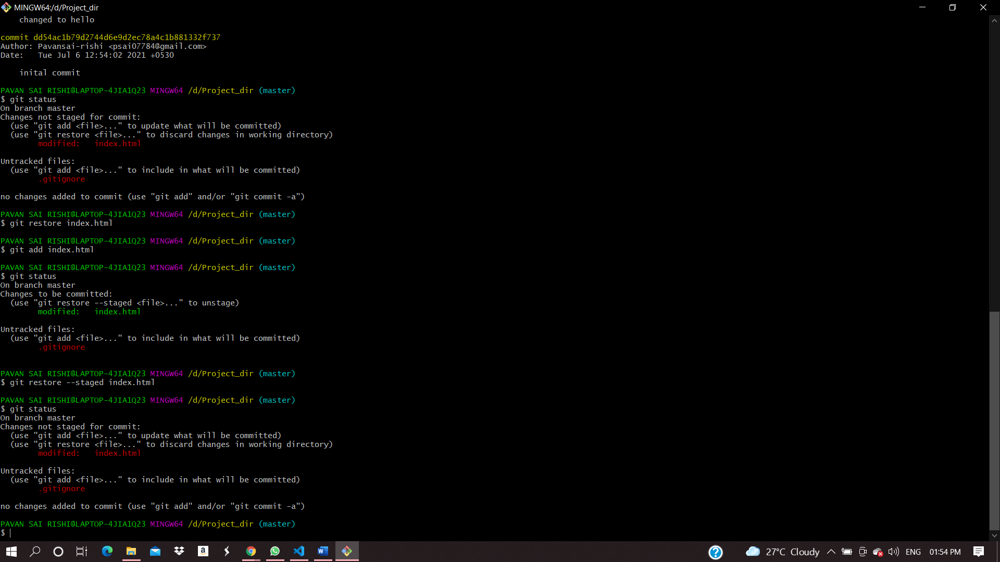 MINGW64:/d/Project_dir
    changed to hello
commit dd54ac1b79d2744d6e9d2ec78a4c1b881332f737
Author: Pavansai-rishi <psai07784@gmail.com>
Date:   Tue Jul 6 12:54:02 2021 +0530
    inital commit
PAVAN SAI RISHI@LAPTOP-4JIA1Q23 MINGW64 /d/Project_dir (master)
$ git status
On branch master
Changes not staged for commit:
  (use "git add <file>..." to update what will be committed)
  (use "git restore <file>..." to discard changes in working directory)
        modified:   index.html
Untracked files:
  (use "git add <file>..." to include in what will be committed)
        .gitignore
no changes added to commit (use "git add" and/or "git commit -a")
PAVAN SAI RISHI@LAPTOP-4JIA1Q23 MINGW64 /d/Project_dir (master)
$ git restore index.html
PAVAN SAI RISHI@LAPTOP-4JIA1Q23 MINGW64 /d/Project_dir (master)
$ git add index.html
PAVAN SAI RISHI@LAPTOP-4JIA1Q23 MINGW64 /d/Project_dir (master)
$ git status
On branch master
Changes to be committed:
  (use "git restore --staged <file>..." to unstage)
        modified:   index.html
Untracked files:
  (use "git add <file>..." to include in what will be committed)
        .gitignore
PAVAN SAI RISHI@LAPTOP-4JIA1Q23 MINGW64 /d/Project_dir (master)
$ git restore --staged index.html
PAVAN SAI RISHI@LAPTOP-4JIA1Q23 MINGW64 /d/Project_dir (master)
$ git status
On branch master
Changes not staged for commit:
  (use "git add <file>..." to update what will be committed)
  (use "git restore <file>..." to discard changes in working directory)
        modified:   index.html
Untracked files:
  (use "git add <file>..." to include in what will be committed)
        .gitignore
no changes added to commit (use "git add" and/or "git commit -a")
PAVAN SAI RISHI@LAPTOP-4JIA1Q23 MINGW64 /d/Project_dir (master)
$
27°C Cloudy ENG 01:54 PM